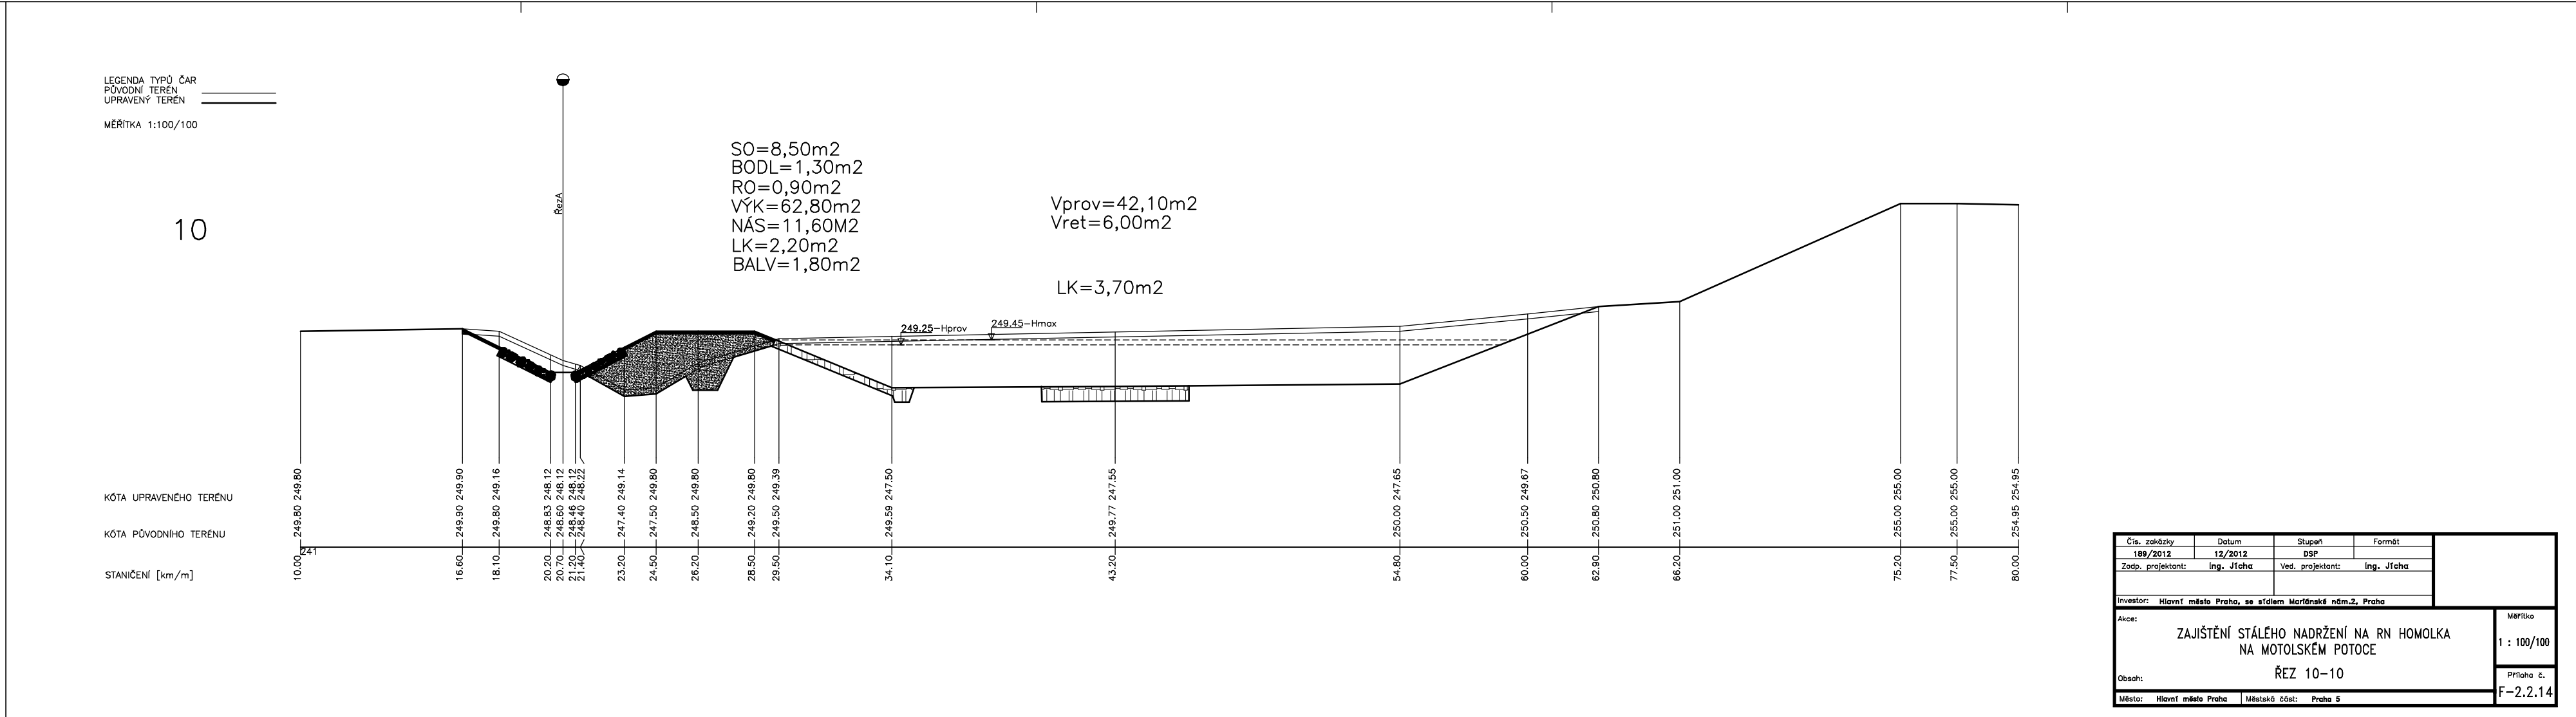 LEGENDA TYPŮ ČAR
PŮVODNÍ TERÉN
UPRAVENÝ TERÉN
MĚŘÍTKA 1:100/100
10
ŘezA
SO=8,50m2
BODL=1,30m2
RO=0,90m2
VÝK=62,80m2
NÁS=11,60M2
LK=2,20m2
BALV=1,80m2
Vprov=42,10m2
Vret=6,00m2
LK=3,70m2
249.25-Hprov
249.45-Hmax
KÓTA UPRAVENÉHO TERÉNU
249.80 249.90 249.16 248.12 248.12 248.12 248.22 249.14 249.80 249.80 249.80 249.39 247.50 247.55 247.65 249.67 250.80 251.00 255.00 255.00 254.95
KÓTA PŮVODNÍHO TERÉNU
249.80 249.90 249.80 248.83 248.60 248.46 248.40 247.40 247.50 248.50 249.20 249.50 249.59 249.77 250.00 250.50 250.80 251.00 255.00 255.00 254.95
241
STANIČENÍ [km/m]
10.00 16.60 18.10 20.20 20.70 21.20 21.40 23.20 24.50 26.20 28.50 29.50 34.10 43.20 54.80 60.00 62.90 66.20 75.20 77.50 80.00
Čís. zakázky Datum Stupeň Formát
189/2012 12/2012 DSP
Zodp. projektant: Ing. Jícha Ved. projektant: Ing. Jícha
Investor: Hlavní město Praha, se sídlem Mariánské nám.2, Praha
Akce:
ZAJIŠTĚNÍ STÁLÉHO NADRŽENÍ NA RN HOMOLKA
NA MOTOLSKÉM POTOCE
Měřítko
1 : 100/100
Obsah:
ŘEZ 10-10
Příloha č.
F-2.2.14
Město: Hlavní město Praha Městská část: Praha 5